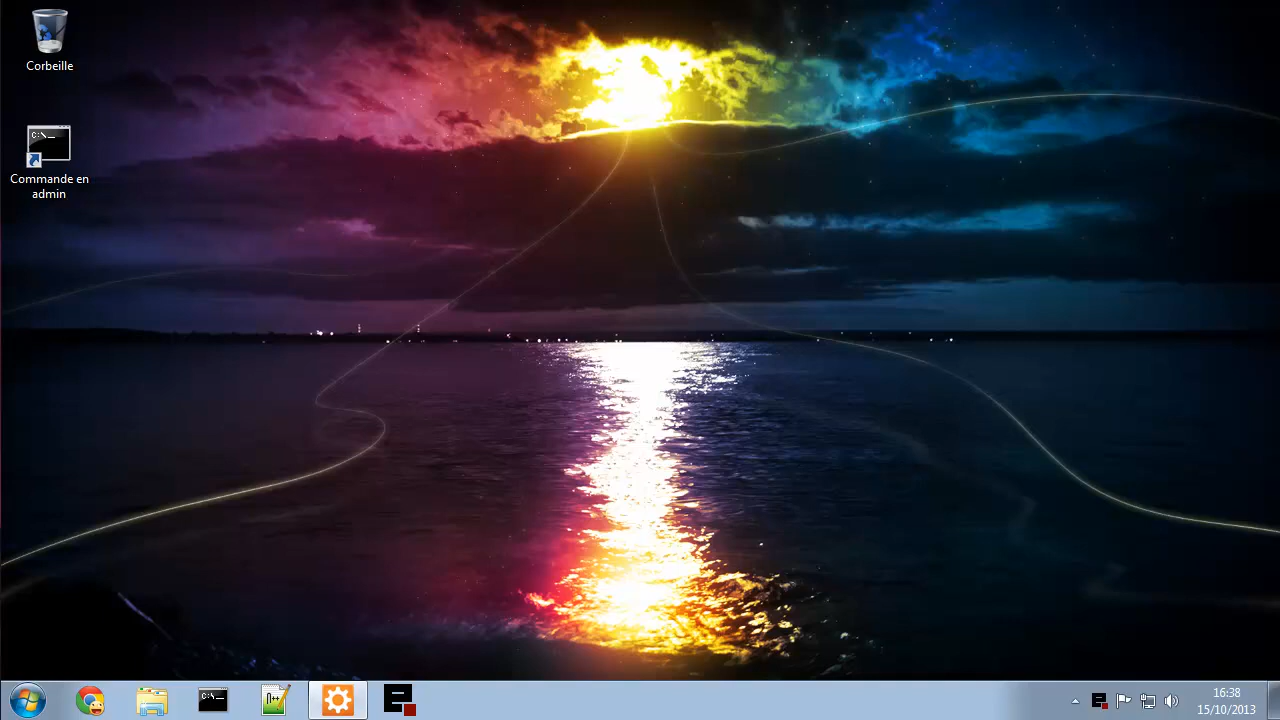 Corbeille
C:\_
Commande en
admin
C:\_
16:38
15/10/2013